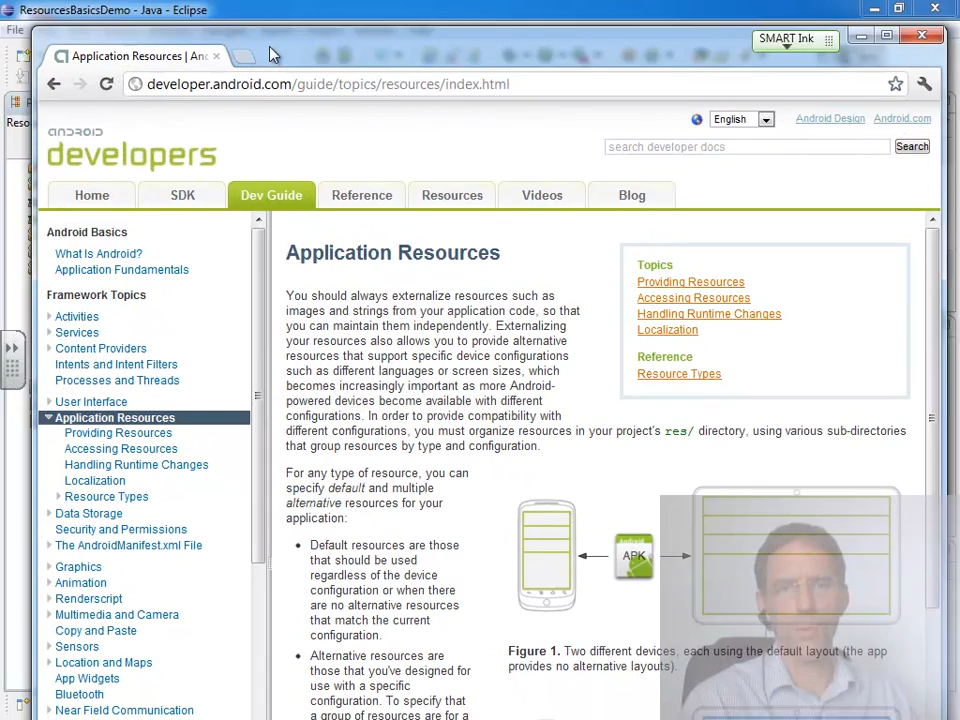 ResourcesBasicsDemo - Java - Eclipse
File
SMART Ink
Application Resources | An
developer.android.com/guide/topics/resources/index.html
English
Android Design
Android.com
android
developers
search developer docs
Search
Home
SDK
Dev Guide
Reference
Resources
Videos
Blog
Reso
Android Basics
What Is Android?
Application Fundamentals
Framework Topics
Activities
Services
Content Providers
Intents and Intent Filters
Processes and Threads
User Interface
Application Resources
Providing Resources
Accessing Resources
Handling Runtime Changes
Localization
Resource Types
Data Storage
Security and Permissions
The AndroidManifest.xml File
Graphics
Animation
Renderscript
Multimedia and Camera
Copy and Paste
Sensors
Location and Maps
App Widgets
Bluetooth
Near Field Communication
Application Resources
You should always externalize resources such as
images and strings from your application code, so that
you can maintain them independently. Externalizing
your resources also allows you to provide alternative
resources that support specific device configurations
such as different languages or screen sizes, which
becomes increasingly important as more Android-
powered devices become available with different
configurations. In order to provide compatibility with
different configurations, you must organize resources in your project's res/ directory, using various sub-directories
that group resources by type and configuration.
Topics
Providing Resources
Accessing Resources
Handling Runtime Changes
Localization
Reference
Resource Types
For any type of resource, you can
specify default and multiple
alternative resources for your
application:
• Default resources are those
that should be used
regardless of the device
configuration or when there
are no alternative resources
that match the current
configuration.
• Alternative resources are
those that you've designed for
use with a specific
configuration. To specify that
a group of resources are for a
Android
APK
Figure 1. Two different devices, each using the default layout (the app
provides no alternative layouts).